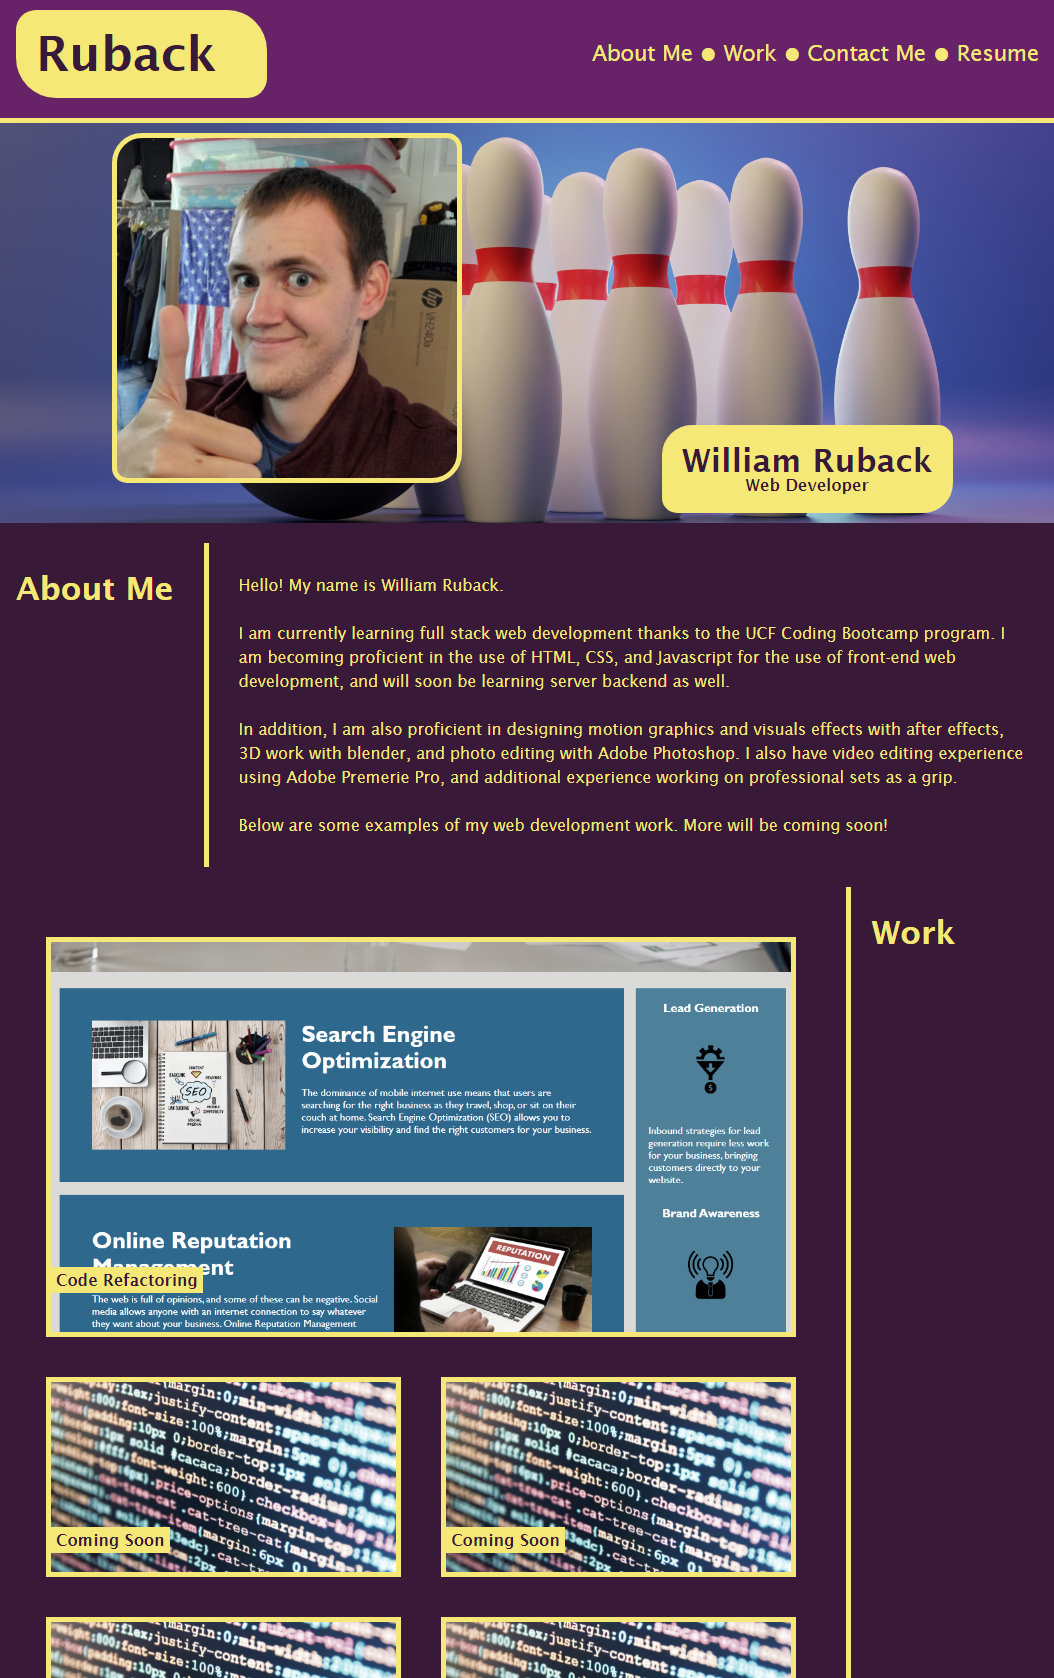 Ruback
About Me ● Work ● Contact Me ● Resume
VH240a
William Ruback
Web Developer
About Me
Hello! My name is William Ruback.
I am currently learning full stack web development thanks to the UCF Coding Bootcamp program. I
am becoming proficient in the use of HTML, CSS, and Javascript for the use of front-end web
development, and will soon be learning server backend as well.
In addition, I am also proficient in designing motion graphics and visuals effects with after effects,
3D work with blender, and photo editing with Adobe Photoshop. I also have video editing experience
using Adobe Premerie Pro, and additional experience working on professional sets as a grip.
Below are some examples of my web development work. More will be coming soon!
Work
Search Engine
Optimization
The dominance of mobile internet use means that users are
searching for the right business as they travel, shop, or sit on their
couch at home. Search Engine Optimization (SEO) allows you to
increase your visibility and find the right customers for your business.
CONTENT
BACKLINK
SEO
LINK BUILDING
SOCIAL
MEDIA
Lead Generation
Inbound strategies for lead
generation require less work
for your business, bringing
customers directly to your
website.
Brand Awareness
Online Reputation
Management
The web is full of opinions, and some of these can be negative. Social
media allows anyone with an internet connection to say whatever
they want about your business. Online Reputation Management
REPUTATION
Code Refactoring
Coming Soon
Coming Soon